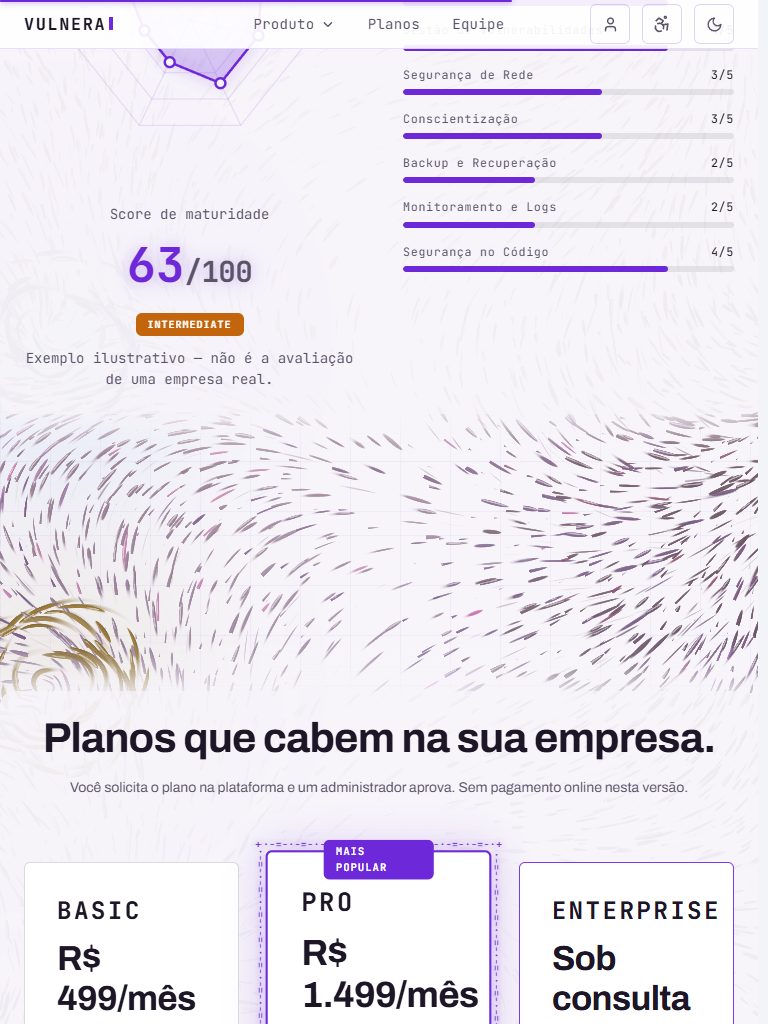 VULNERA
Produto
Planos
Equipe
Segurança de Rede 3/5
Conscientização 3/5
Backup e Recuperação 2/5
Monitoramento e Logs 2/5
Segurança no Código 4/5
Score de maturidade
63/100
INTERMEDIATE
Exemplo ilustrativo — não é a avaliação
de uma empresa real.
Planos que cabem na sua empresa.
Você solicita o plano na plataforma e um administrador aprova. Sem pagamento online nesta versão.
BASIC
R$
499/mês
MAIS
POPULAR
PRO
R$
1.499/mês
ENTERPRISE
Sob
consulta